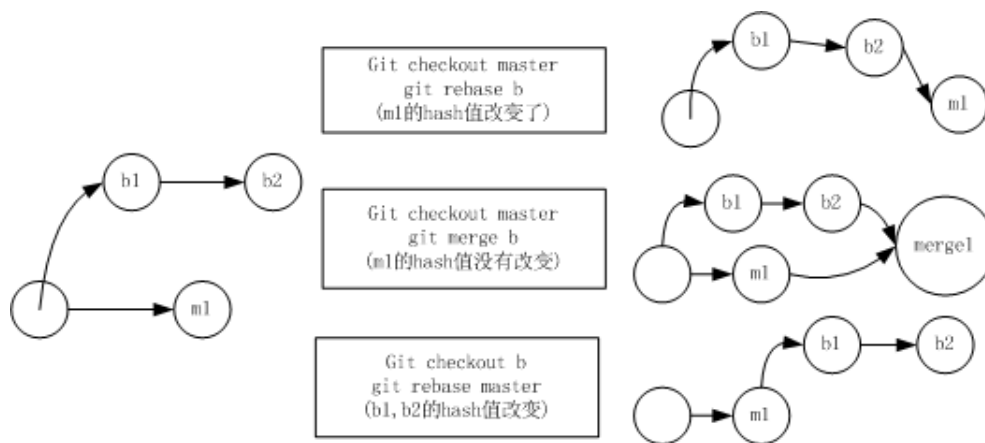 b1
b2
m1
Git checkout master
git rebase b
(m1的hash值改变了)
b1
b2
m1
Git checkout master
git merge b
(m1的hash值没有改变)
b1
b2
m1
merge1
Git checkout b
git rebase master
(b1,b2的hash值改变)
b1
b2
m1